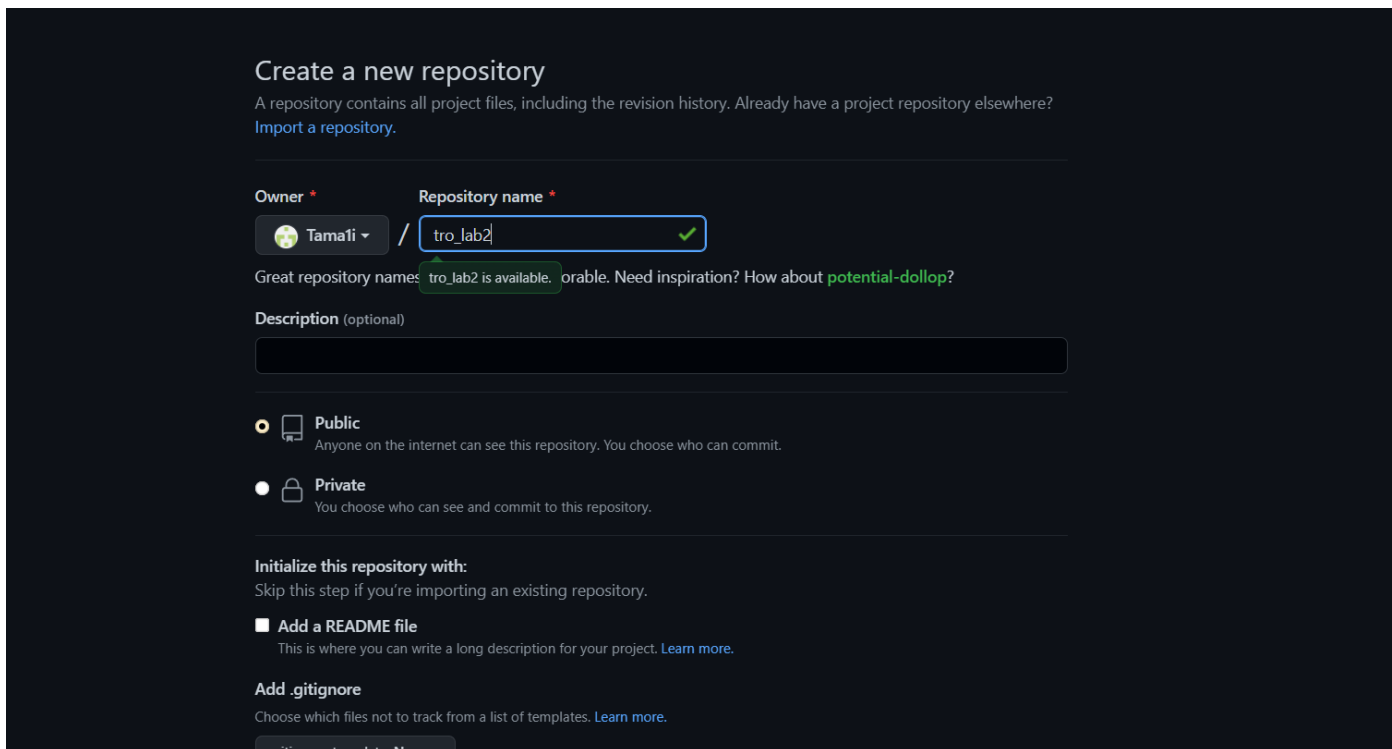 Create a new repository
A repository contains all project files, including the revision history. Already have a project repository elsewhere?
Import a repository.
Owner * Repository name *
Tama1i / tro_lab2
Great repository names orable. Need inspiration? How about potential-dollop?
tro_lab2 is available.
Description (optional)
Public
Anyone on the internet can see this repository. You choose who can commit.
Private
You choose who can see and commit to this repository.
Initialize this repository with:
Skip this step if you're importing an existing repository.
Add a README file
This is where you can write a long description for your project. Learn more.
Add .gitignore
Choose which files not to track from a list of templates. Learn more.